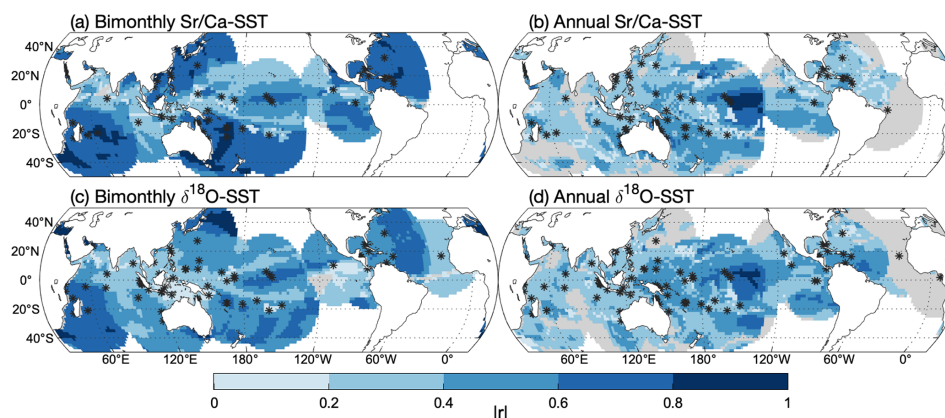 (a) Bimonthly Sr/Ca-SST
(b) Annual Sr/Ca-SST
40°N
20°N
0°
20°S
40°S
(c) Bimonthly δ¹⁸O-SST
(d) Annual δ¹⁸O-SST
40°N
20°N
0°
20°S
40°S
60°E 120°E 180°W 120°W 60°W 0°
60°E 120°E 180°W 120°W 60°W 0°
0 0.2 0.4 0.6 0.8 1
|r|